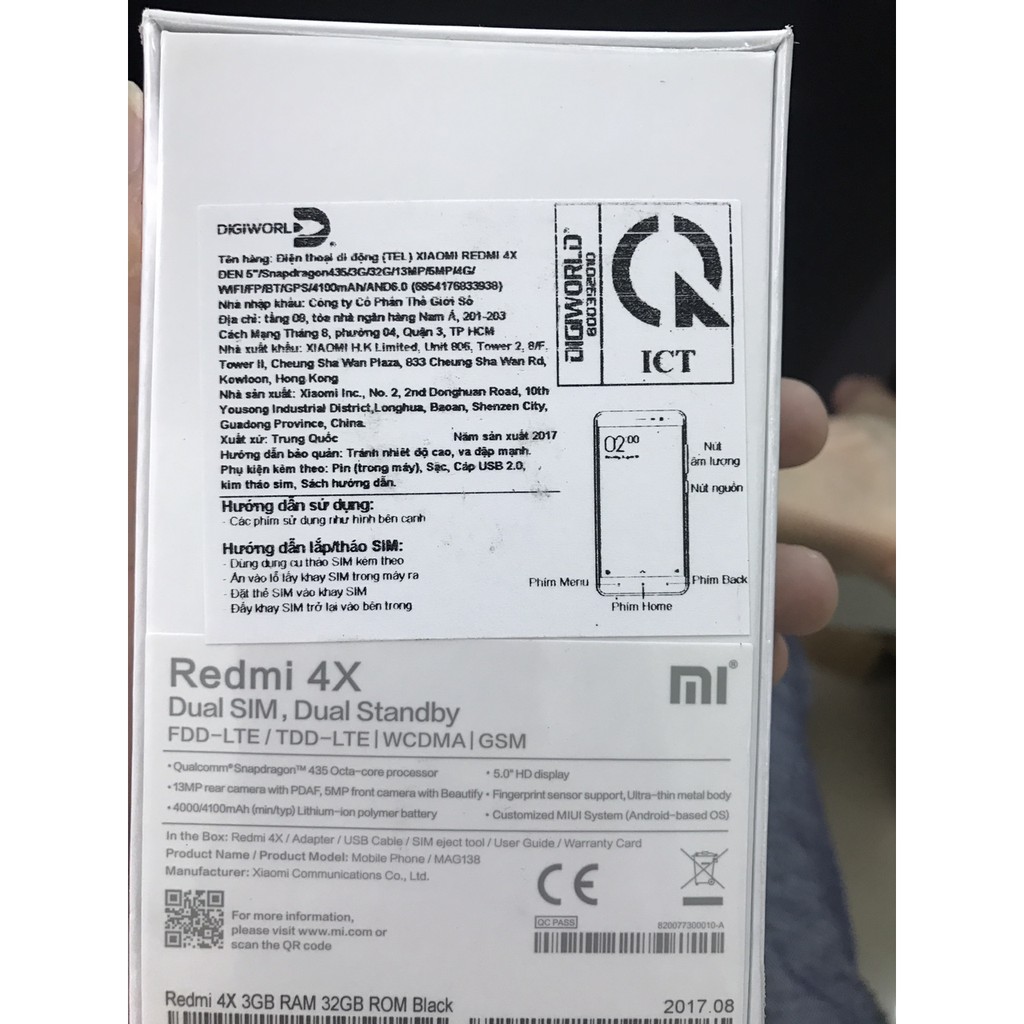 DIGIWORLD
Tên hàng: Điện thoại di động (TEL) XIAOMI REDMI 4X
ĐEN 5"/Snapdragon435/3G/32G/13MP/5MP/4G/
WIFI/FP/BT/GPS/4100mAh/AND6.0 (6954176833938)
Nhà nhập khẩu: Công ty Cổ Phần Thế Giới Số
Địa chỉ: tầng 08, tòa nhà ngân hàng Nam Á, 201-203
Cách Mạng Tháng 8, phường 04, Quận 3, TP HCM
Nhà xuất khẩu: XIAOMI H.K Limited, Unit 806, Tower 2, 8/F,
Tower II, Cheung Sha Wan Plaza, 833 Cheung Sha Wan Rd,
Kowloon, Hong Kong
Nhà sản xuất: Xiaomi Inc., No. 2, 2nd Donghuan Road, 10th
Yousong Industrial District,Longhua, Baoan, Shenzen City,
Guadong Province, China.
Xuất xứ: Trung Quốc Năm sản xuất 2017
Hướng dẫn bảo quản: Tránh nhiệt độ cao, va đập mạnh.
Phụ kiện kèm theo: Pin (trong máy), Sạc, Cáp USB 2.0,
kim tháo sim, Sách hướng dẫn.
Hướng dẫn sử dụng:
- Các phím sử dụng như hình bên cạnh
Hướng dẫn lắp/tháo SIM:
- Dùng dụng cụ tháo SIM kèm theo
- Ấn vào lỗ lấy khay SIM trong máy ra
- Đặt thẻ SIM vào khay SIM
Đẩy khay SIM trở lại vào bên trong
DIGIWORLD
ICT
02:00
Nút
âm lượng
Nút nguồn
Phím Menu
Phím Back
Phím Home
Redmi 4X
mi®
Dual SIM, Dual Standby
FDD-LTE / TDD-LTE | WCDMA | GSM
• Qualcomm® Snapdragon™ 435 Octa-core processor
• 5.0" HD display
• 13MP rear camera with PDAF, 5MP front camera with Beautify
• Fingerprint sensor support, Ultra-thin metal body
• 4000/4100mAh (min/typ) Lithium-ion polymer battery
• Customized MIUI System (Android-based OS)
In the Box: Redmi 4X / Adapter / USB Cable / SIM eject tool / User Guide / Warranty Card
Product Name / Product Model: Mobile Phone / MAG138
Manufacturer: Xiaomi Communications Co., Ltd.
For more information,
please visit www.mi.com or
scan the QR code
CE
QC PASS
820077300010-A
Redmi 4X 3GB RAM 32GB ROM Black
2017.08